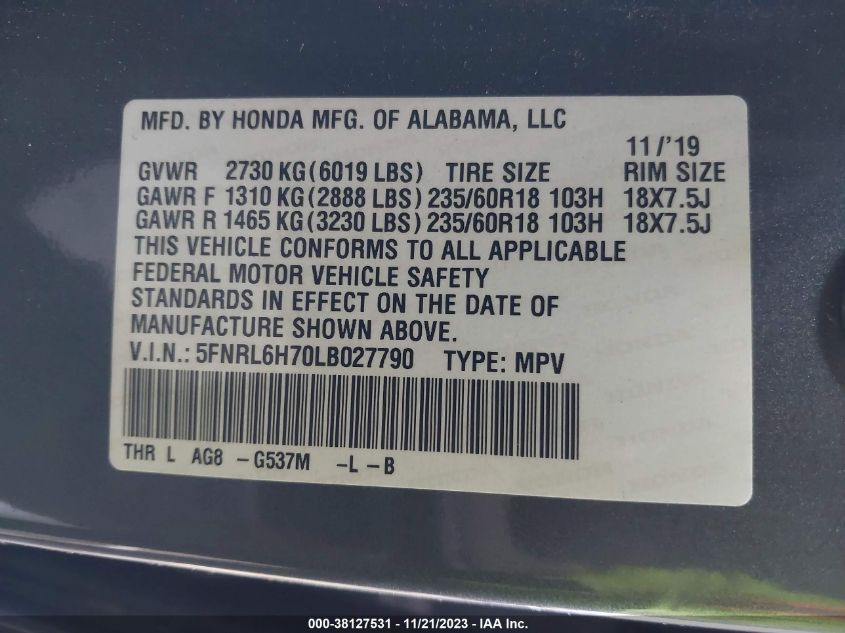 MFD. BY HONDA MFG. OF ALABAMA, LLC
11/'19
GVWR 2730 KG(6019 LBS) TIRE SIZE RIM SIZE
GAWR F 1310 KG(2888 LBS) 235/60R18 103H 18X7.5J
GAWR R 1465 KG(3230 LBS) 235/60R18 103H 18X7.5J
THIS VEHICLE CONFORMS TO ALL APPLICABLE
FEDERAL MOTOR VEHICLE SAFETY
STANDARDS IN EFFECT ON THE DATE OF
MANUFACTURE SHOWN ABOVE.
V.I.N.: 5FNRL6H70LB027790 TYPE: MPV
THR L AG8 -G537M -L -B
000-38127531 - 11/21/2023 - IAA Inc.